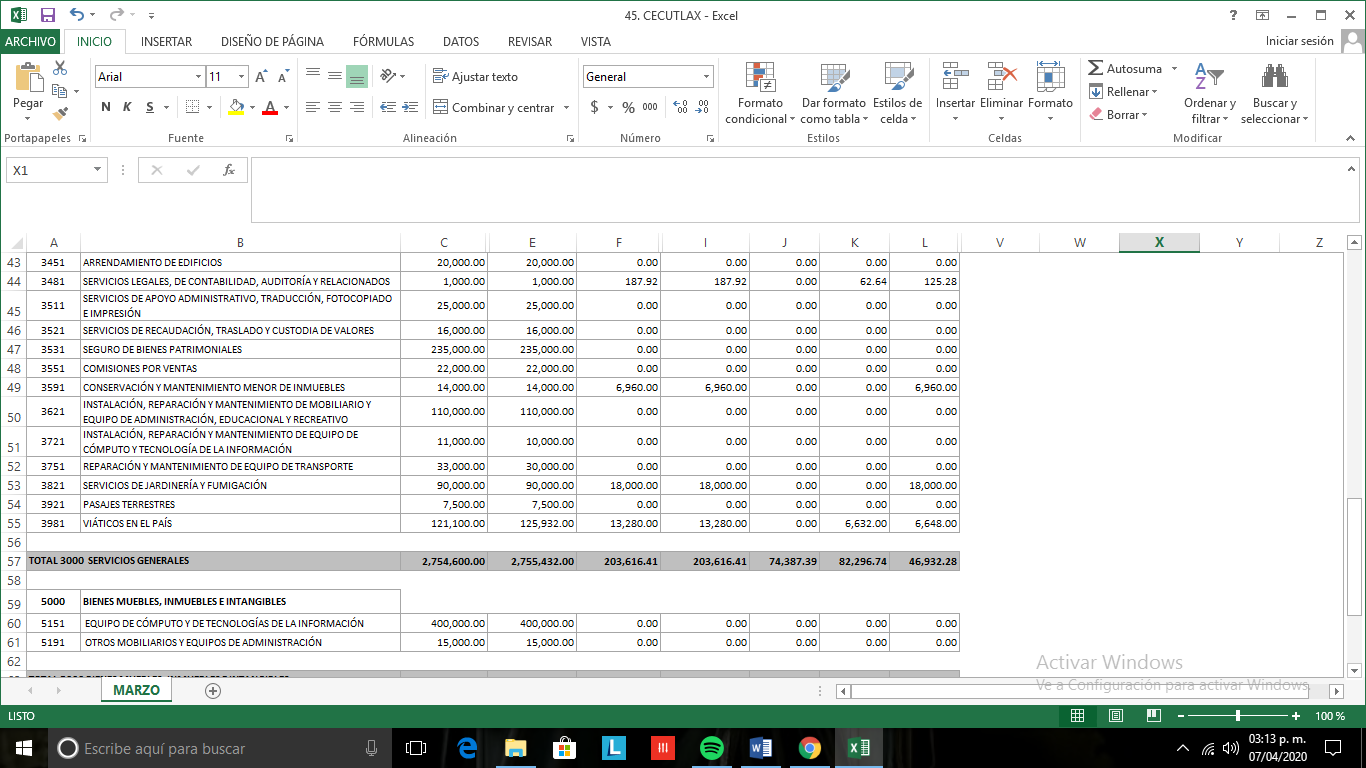 45. CECUTLAX - Excel
?
ARCHIVO INICIO INSERTAR DISEÑO DE PÁGINA FÓRMULAS DATOS REVISAR VISTA Iniciar sesión
Pegar
Portapapeles
Arial 11
N K S
Fuente
Ajustar texto
Combinar y centrar
Alineación
General
$ % 000
Número
Formato condicional
Dar formato como tabla
Estilos de celda
Estilos
Insertar Eliminar Formato
Celdas
Autosuma
Rellenar
Borrar
Ordenar y filtrar
Buscar y seleccionar
Modificar
X1 fx
A B C E F I J K L V W X Y Z
43 3451 ARRENDAMIENTO DE EDIFICIOS 20,000.00 20,000.00 0.00 0.00 0.00 0.00 0.00
44 3481 SERVICIOS LEGALES, DE CONTABILIDAD, AUDITORÍA Y RELACIONADOS 1,000.00 1,000.00 187.92 187.92 0.00 62.64 125.28
45 3511 SERVICIOS DE APOYO ADMINISTRATIVO, TRADUCCIÓN, FOTOCOPIADO
E IMPRESIÓN 25,000.00 25,000.00 0.00 0.00 0.00 0.00 0.00
46 3521 SERVICIOS DE RECAUDACIÓN, TRASLADO Y CUSTODIA DE VALORES 16,000.00 16,000.00 0.00 0.00 0.00 0.00 0.00
47 3531 SEGURO DE BIENES PATRIMONIALES 235,000.00 235,000.00 0.00 0.00 0.00 0.00 0.00
48 3551 COMISIONES POR VENTAS 22,000.00 22,000.00 0.00 0.00 0.00 0.00 0.00
49 3591 CONSERVACIÓN Y MANTENIMIENTO MENOR DE INMUEBLES 14,000.00 14,000.00 6,960.00 6,960.00 0.00 0.00 6,960.00
50 3621 INSTALACIÓN, REPARACIÓN Y MANTENIMIENTO DE MOBILIARIO Y
EQUIPO DE ADMINISTRACIÓN, EDUCACIONAL Y RECREATIVO 110,000.00 110,000.00 0.00 0.00 0.00 0.00 0.00
51 3721 INSTALACIÓN, REPARACIÓN Y MANTENIMIENTO DE EQUIPO DE
CÓMPUTO Y TECNOLOGÍA DE LA INFORMACIÓN 11,000.00 10,000.00 0.00 0.00 0.00 0.00 0.00
52 3751 REPARACIÓN Y MANTENIMIENTO DE EQUIPO DE TRANSPORTE 33,000.00 30,000.00 0.00 0.00 0.00 0.00 0.00
53 3821 SERVICIOS DE JARDINERÍA Y FUMIGACIÓN 90,000.00 90,000.00 18,000.00 18,000.00 0.00 0.00 18,000.00
54 3921 PASAJES TERRESTRES 7,500.00 7,500.00 0.00 0.00 0.00 0.00 0.00
55 3981 VIÁTICOS EN EL PAÍS 121,100.00 125,932.00 13,280.00 13,280.00 0.00 6,632.00 6,648.00
56
57 TOTAL 3000 SERVICIOS GENERALES 2,754,600.00 2,755,432.00 203,616.41 203,616.41 74,387.39 82,296.74 46,932.28
58
59 5000 BIENES MUEBLES, INMUEBLES E INTANGIBLES
60 5151 EQUIPO DE CÓMPUTO Y DE TECNOLOGÍAS DE LA INFORMACIÓN 400,000.00 400,000.00 0.00 0.00 0.00 0.00 0.00
61 5191 OTROS MOBILIARIOS Y EQUIPOS DE ADMINISTRACIÓN 15,000.00 15,000.00 0.00 0.00 0.00 0.00 0.00
62
Activar Windows
Ve a Configuración para activar Windows.
MARZO
LISTO 100 %
Escribe aquí para buscar
03:13 p. m.
07/04/2020